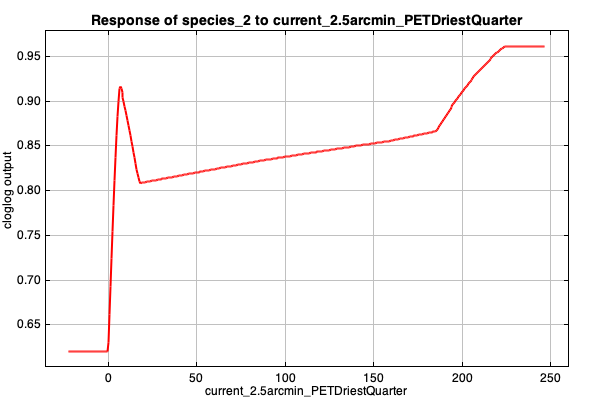 Response of species_2 to current_2.5arcmin_PETDriestQuarter
0.95
0.90
0.85
0.80
0.75
0.70
0.65
cloglog output
0 50 100 150 200 250
current_2.5arcmin_PETDriestQuarter